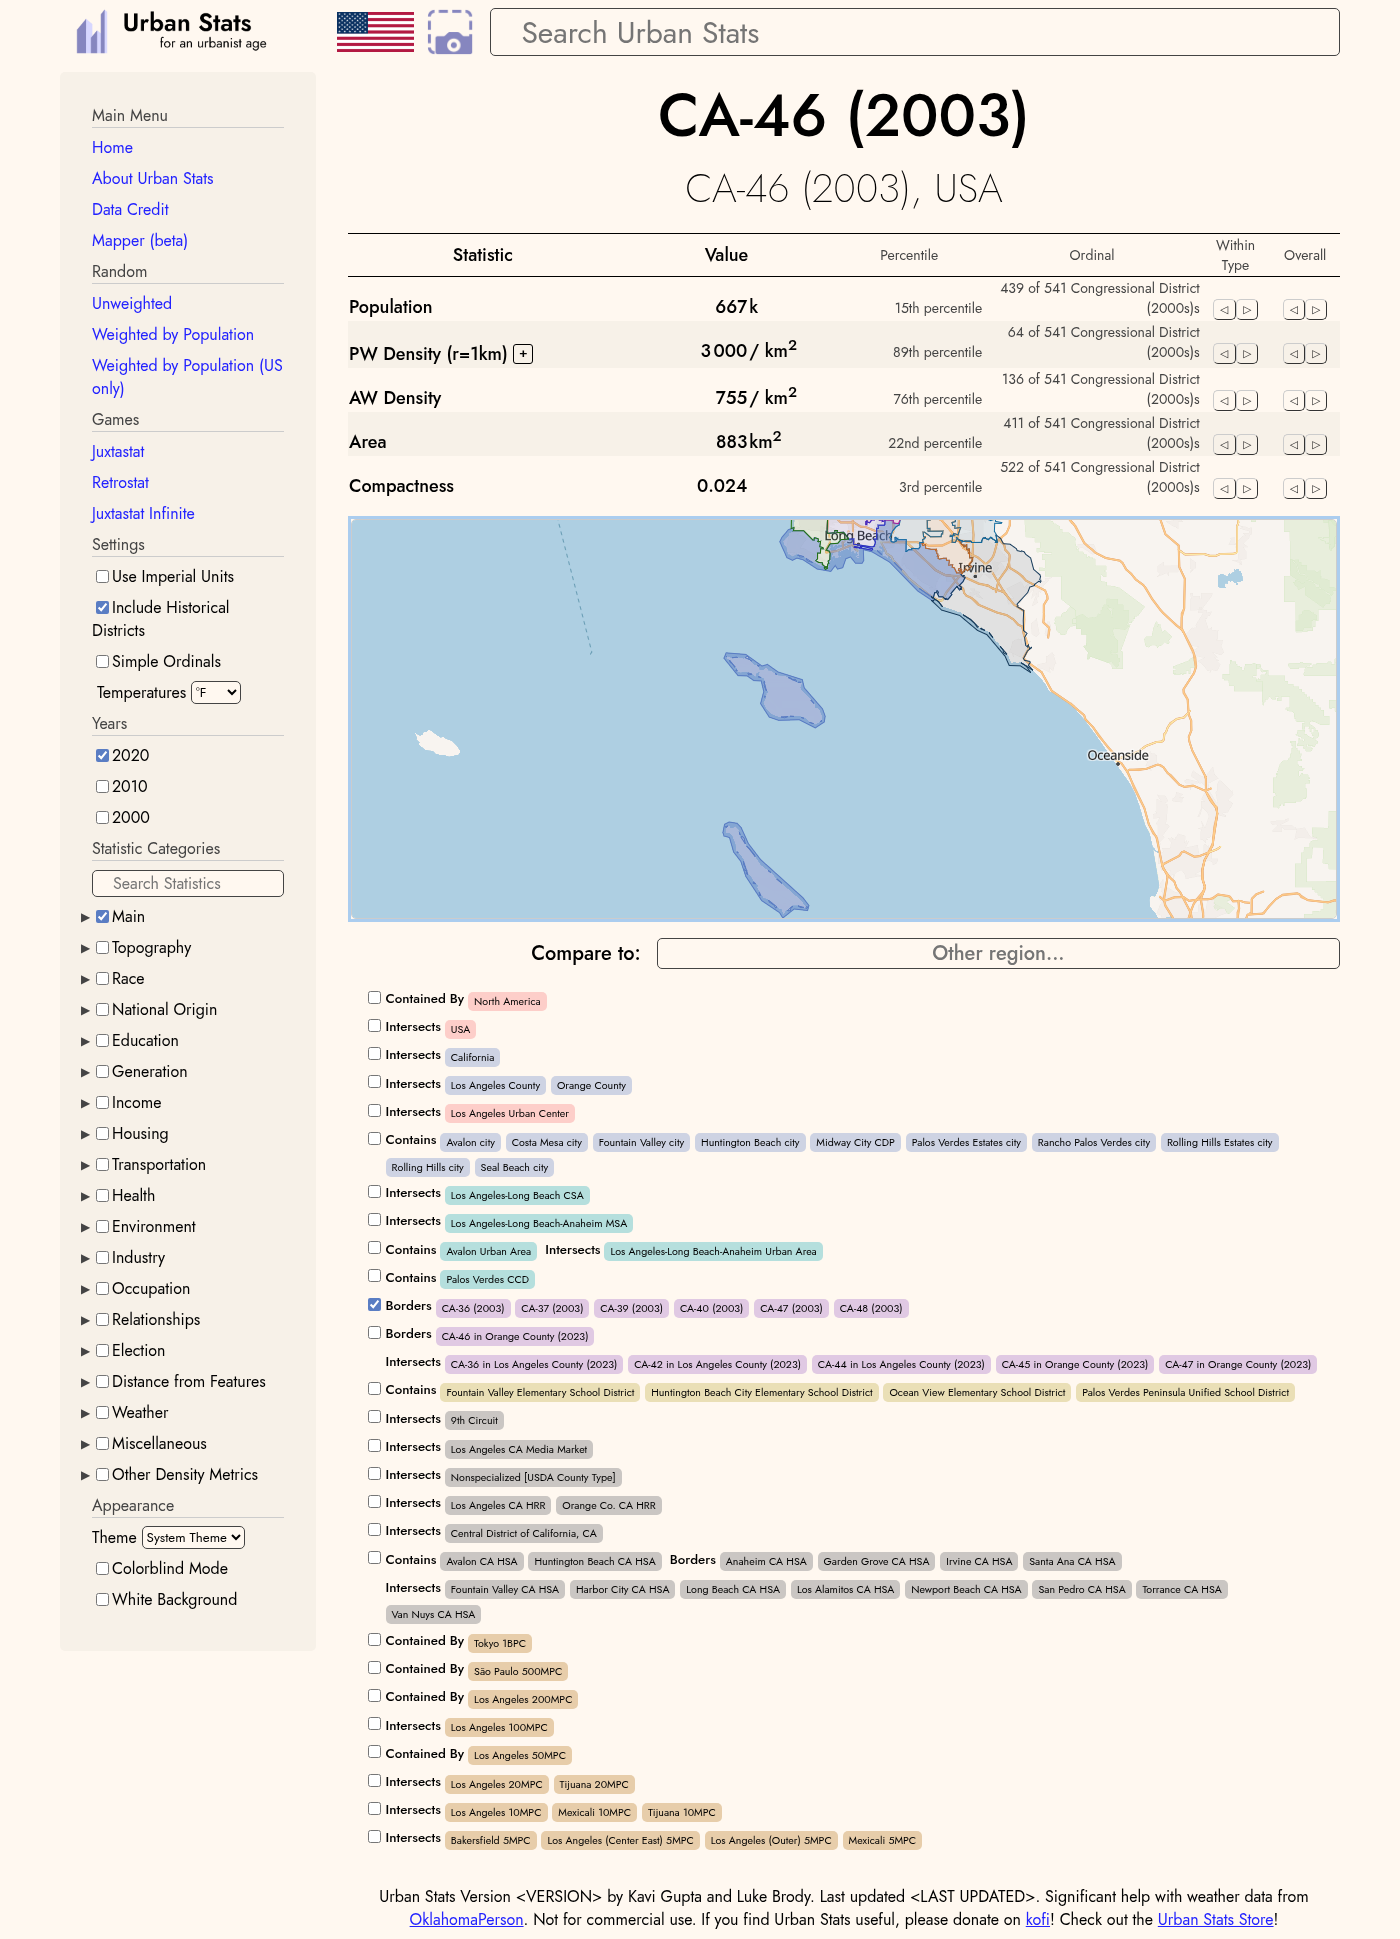 Urban Stats
for an urbanist age
Search Urban Stats
Main Menu
Home
About Urban Stats
Data Credit
Mapper (beta)
Random
Unweighted
Weighted by Population
Weighted by Population (US
only)
Games
Juxtastat
Retrostat
Juxtastat Infinite
Settings
Use Imperial Units
Include Historical
Districts
Simple Ordinals
Temperatures °F
Years
2020
2010
2000
Statistic Categories
Search Statistics
Main
Topography
Race
National Origin
Education
Generation
Income
Housing
Transportation
Health
Environment
Industry
Occupation
Relationships
Election
Distance from Features
Weather
Miscellaneous
Other Density Metrics
Appearance
Theme System Theme
Colorblind Mode
White Background
CA-46 (2003)
CA-46 (2003), USA
Statistic Value Percentile Ordinal Within Type Overall
Population 667k 15th percentile 439 of 541 Congressional District (2000s)s
PW Density (r=1km) + 3 000 / km2 89th percentile 64 of 541 Congressional District (2000s)s
AW Density 755 / km2 76th percentile 136 of 541 Congressional District (2000s)s
Area 883 km2 22nd percentile 411 of 541 Congressional District (2000s)s
Compactness 0.024 3rd percentile 522 of 541 Congressional District (2000s)s
Long Beach
Irvine
Oceanside
Compare to: Other region...
Contained By North America
Intersects USA
Intersects California
Intersects Los Angeles County Orange County
Intersects Los Angeles Urban Center
Contains Avalon city Costa Mesa city Fountain Valley city Huntington Beach city Midway City CDP Palos Verdes Estates city Rancho Palos Verdes city Rolling Hills Estates city
Rolling Hills city Seal Beach city
Intersects Los Angeles-Long Beach CSA
Intersects Los Angeles-Long Beach-Anaheim MSA
Contains Avalon Urban Area Intersects Los Angeles-Long Beach-Anaheim Urban Area
Contains Palos Verdes CCD
Borders CA-36 (2003) CA-37 (2003) CA-39 (2003) CA-40 (2003) CA-47 (2003) CA-48 (2003)
Borders CA-46 in Orange County (2023)
Intersects CA-36 in Los Angeles County (2023) CA-42 in Los Angeles County (2023) CA-44 in Los Angeles County (2023) CA-45 in Orange County (2023) CA-47 in Orange County (2023)
Contains Fountain Valley Elementary School District Huntington Beach City Elementary School District Ocean View Elementary School District Palos Verdes Peninsula Unified School District
Intersects 9th Circuit
Intersects Los Angeles CA Media Market
Intersects Nonspecialized [USDA County Type]
Intersects Los Angeles CA HRR Orange Co. CA HRR
Intersects Central District of California, CA
Contains Avalon CA HSA Huntington Beach CA HSA Borders Anaheim CA HSA Garden Grove CA HSA Irvine CA HSA Santa Ana CA HSA
Intersects Fountain Valley CA HSA Harbor City CA HSA Long Beach CA HSA Los Alamitos CA HSA Newport Beach CA HSA San Pedro CA HSA Torrance CA HSA
Van Nuys CA HSA
Contained By Tokyo 1BPC
Contained By São Paulo 500MPC
Contained By Los Angeles 200MPC
Intersects Los Angeles 100MPC
Contained By Los Angeles 50MPC
Intersects Los Angeles 20MPC Tijuana 20MPC
Intersects Los Angeles 10MPC Mexicali 10MPC Tijuana 10MPC
Intersects Bakersfield 5MPC Los Angeles (Center East) 5MPC Los Angeles (Outer) 5MPC Mexicali 5MPC
Urban Stats Version <VERSION> by Kavi Gupta and Luke Brody. Last updated <LAST UPDATED>. Significant help with weather data from
OklahomaPerson. Not for commercial use. If you find Urban Stats useful, please donate on kofi! Check out the Urban Stats Store!